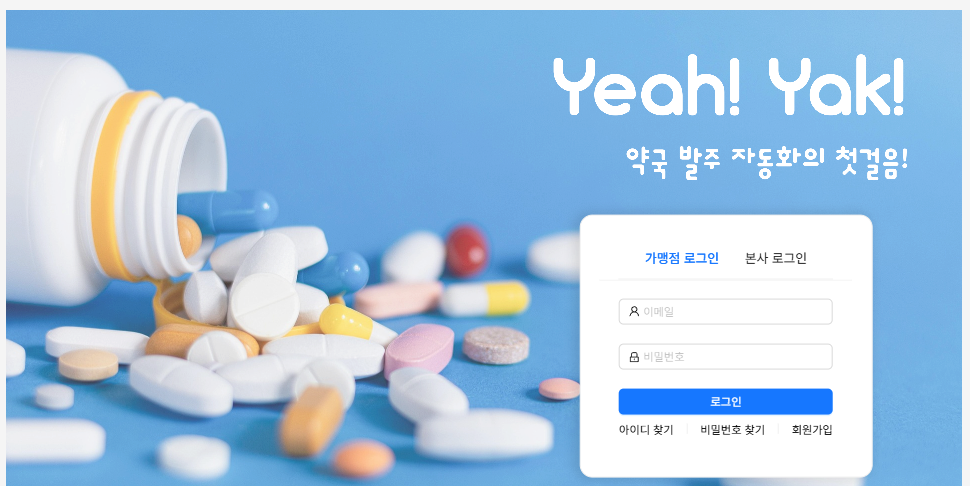 Yeah! Yak!
약국 발주 자동화의 첫걸음!
가맹점 로그인 본사 로그인
이메일
비밀번호
로그인
아이디 찾기 비밀번호 찾기 회원가입